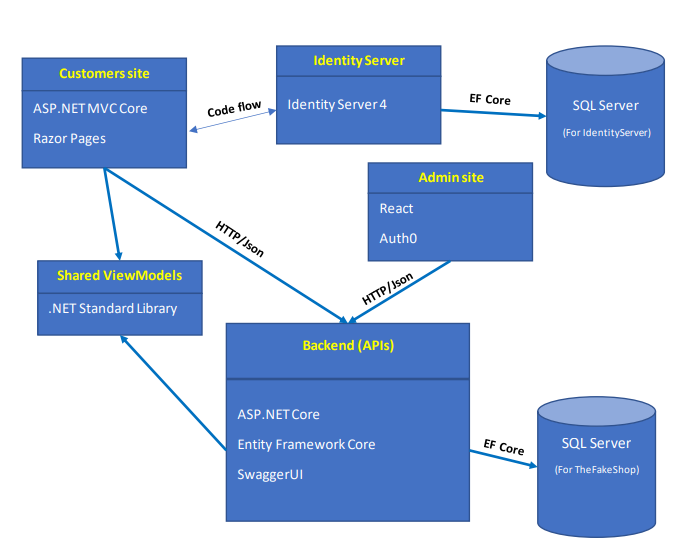 Customers site
ASP.NET MVC Core
Razor Pages
Code flow
Identity Server
Identity Server 4
EF Core
SQL Server
(For IdentityServer)
Admin site
React
Auth0
HTTP/Json
HTTP/Json
Shared ViewModels
.NET Standard Library
Backend (APIs)
ASP.NET Core
Entity Framework Core
SwaggerUI
EF Core
SQL Server
(For TheFakeShop)